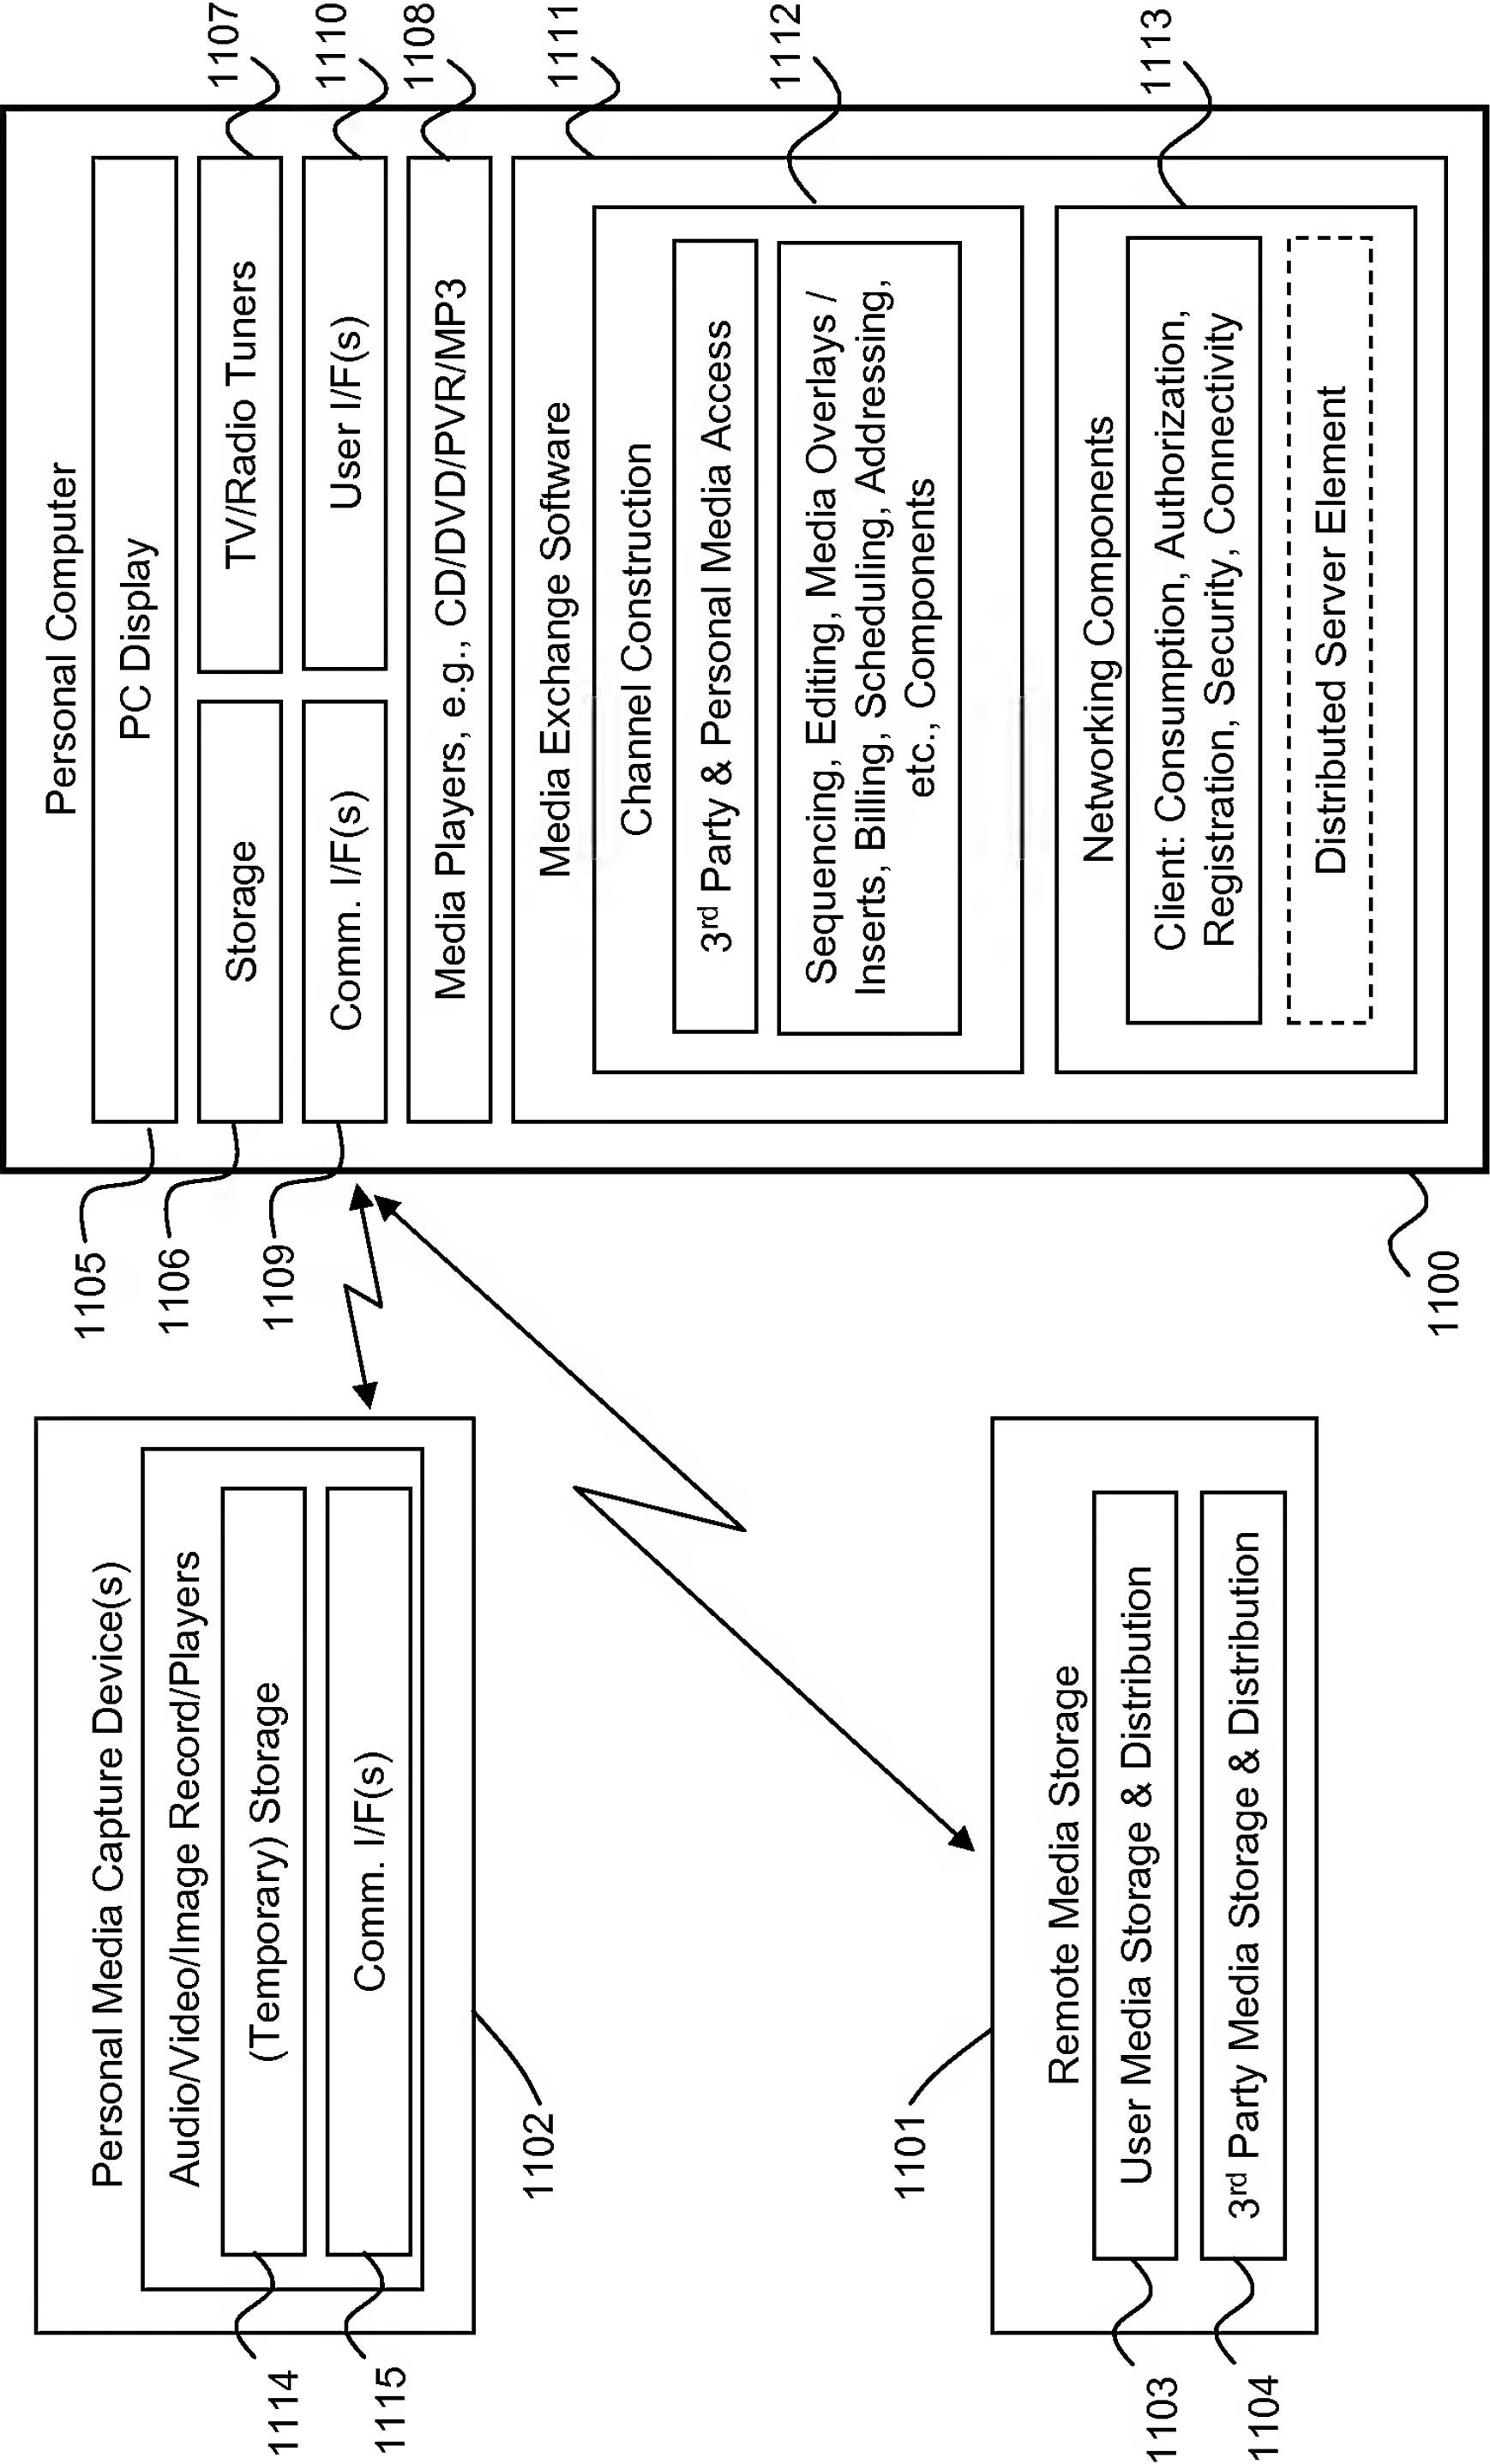 Personal Media Capture Device(s)
Audio/Video/Image Record/Players
(Temporary) Storage
Comm. I/F(s)
1114
1115
1102
1101
Remote Media Storage
User Media Storage & Distribution
3rd Party Media Storage & Distribution
1103
1104
Personal Computer
PC Display
Storage
TV/Radio Tuners
Comm. I/F(s)
User I/F(s)
Media Players, e.g., CD/DVD/PVR/MP3
Media Exchange Software
Channel Construction
3rd Party & Personal Media Access
Sequencing, Editing, Media Overlays /
Inserts, Billing, Scheduling, Addressing,
etc., Components
Networking Components
Client: Consumption, Authorization,
Registration, Security, Connectivity
Distributed Server Element
1105
1106
1109
1100
1107
1110
1108
1111
1112
1113